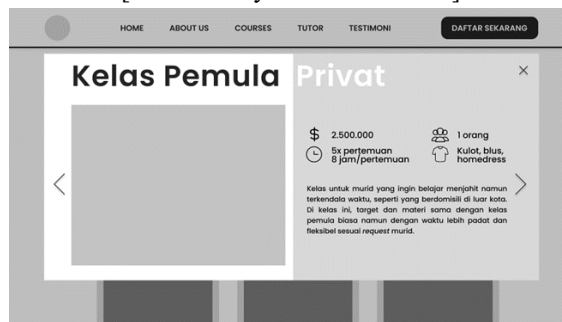 HOME ABOUT US COURSES TUTOR TESTIMONI DAFTAR SEKARANG
Kelas Pemula Privat
2.500.000
5x pertemuan
8 jam/pertemuan
1 orang
Kulot, blus,
homedress
Kelas untuk murid yang ingin belajar menjahit namun
terkendala waktu, seperti yang berdomisili di luar kota.
Di kelas ini, target dan materi sama dengan kelas
pemula biasa namun dengan waktu lebih padat dan
fleksibel sesuai request murid.